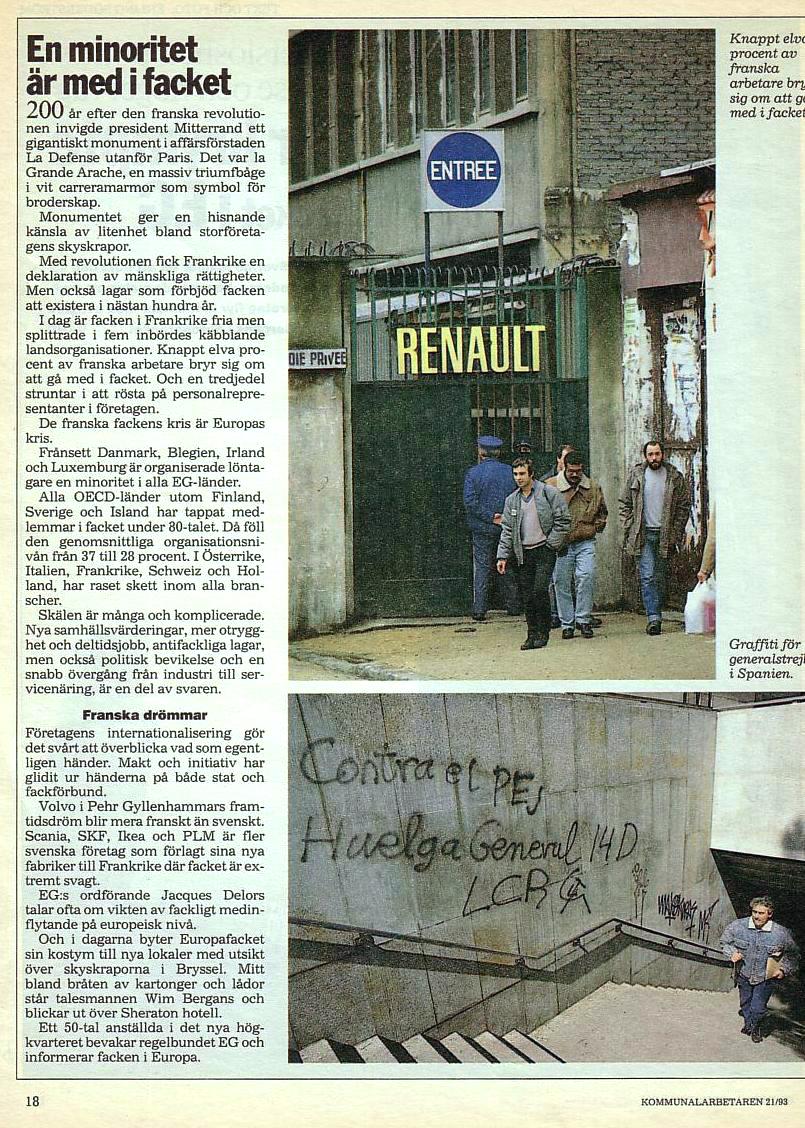 En minoritet
är med i facket
200 år efter den franska revolutio-
nen invigde president Mitterrand ett
gigantiskt monument i affärsförstaden
La Defense utanför Paris. Det var la
Grande Arache, en massiv triumfbåge
i vit carreramarmor som symbol för
broderskap.
Monumentet ger en hisnande
känsla av litenhet bland storföreta-
gens skyskrapor.
Med revolutionen fick Frankrike en
deklaration av mänskliga rättigheter.
Men också lagar som förbjöd facken
att existera i nästan hundra år.
I dag är facken i Frankrike fria men
splittrade i fem inbördes käbblande
landsorganisationer. Knappt elva pro-
cent av franska arbetare bryr sig om
att gå med i facket. Och en tredjedel
struntar i att rösta på personalrepre-
sentanter i företagen.
De franska fackens kris är Europas
kris.
Frånsett Danmark, Blegien, Irland
och Luxemburg är organiserade lönta-
gare en minoritet i alla EG-länder.
Alla OECD-länder utom Finland,
Sverige och Island har tappat med-
lemmar i facket under 80-talet. Då föll
den genomsnittliga organisationsni-
vån från 37 till 28 procent. I Österrike,
Italien, Frankrike, Schweiz och Hol-
land, har raset skett inom alla bran-
scher.
Skälen är många och komplicerade.
Nya samhällsvärderingar, mer otrygg-
het och deltidsjobb, antifackliga lagar,
men också politisk bevikelse och en
snabb övergång från industri till ser-
vicenäring, är en del av svaren.
Franska drömmar
Företagens internationalisering gör
det svårt att överblicka vad som egent-
ligen händer. Makt och initiativ har
glidit ur händerna på både stat och
fackförbund.
Volvo i Pehr Gyllenhammars fram-
tidsdröm blir mera franskt än svenskt.
Scania, SKF, Ikea och PLM är fler
svenska företag som förlagt sina nya
fabriker till Frankrike där facket är ex-
tremt svagt.
EG:s ordförande Jacques Delors
talar ofta om vikten av fackligt medin-
flytande på europeisk nivå.
Och i dagarna byter Europafacket
sin kostym till nya lokaler med utsikt
över skyskraporna i Bryssel. Mitt
bland bråten av kartonger och lådor
står talesmannen Wim Bergans och
blickar ut över Sheraton hotell.
Ett 50-tal anställda i det nya hög-
kvarteret bevakar regelbundet EG och
informerar facken i Europa.
ENTREE
RENAULT
OIE PRIVEE
Knappt elva
procent av
franska
arbetare bry
sig om att gå
med i facket
Graffiti för
generalstrej
i Spanien.
Contra el PEJ
Huelga General 14D
LCR
18
KOMMUNALARBETAREN 21/93